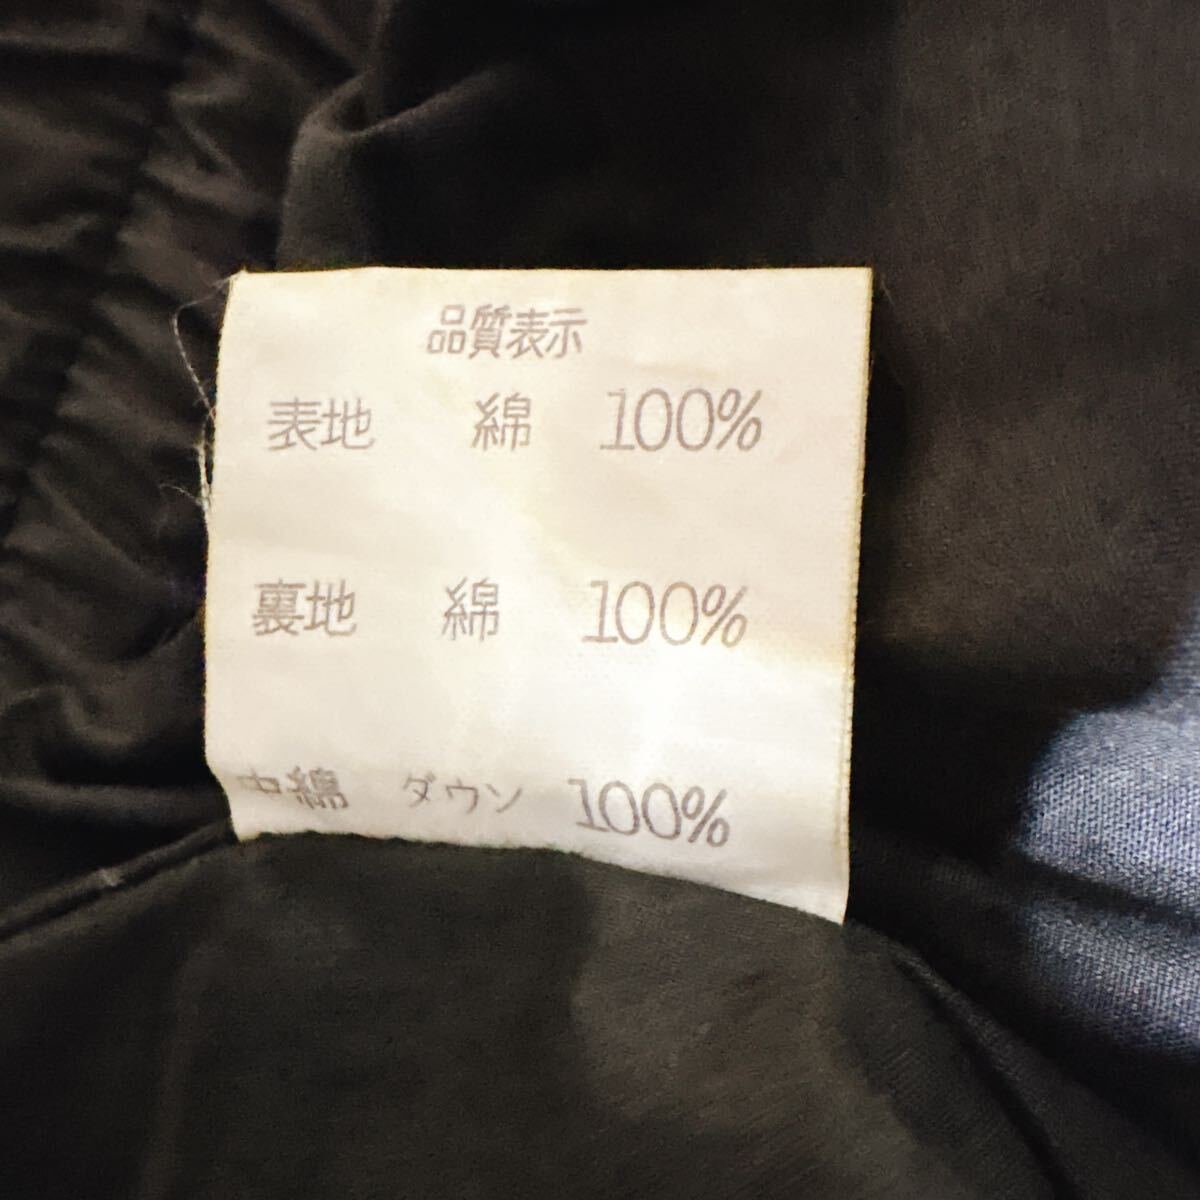 品質表示
表地 綿 100%
裏地 綿 100%
中綿 ダウン 100%